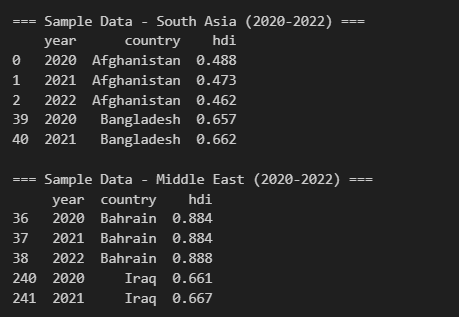 === Sample Data - South Asia (2020-2022) ===
year country hdi
0 2020 Afghanistan 0.488
1 2021 Afghanistan 0.473
2 2022 Afghanistan 0.462
39 2020 Bangladesh 0.657
40 2021 Bangladesh 0.662
=== Sample Data - Middle East (2020-2022) ===
year country hdi
36 2020 Bahrain 0.884
37 2021 Bahrain 0.884
38 2022 Bahrain 0.888
240 2020 Iraq 0.661
241 2021 Iraq 0.667